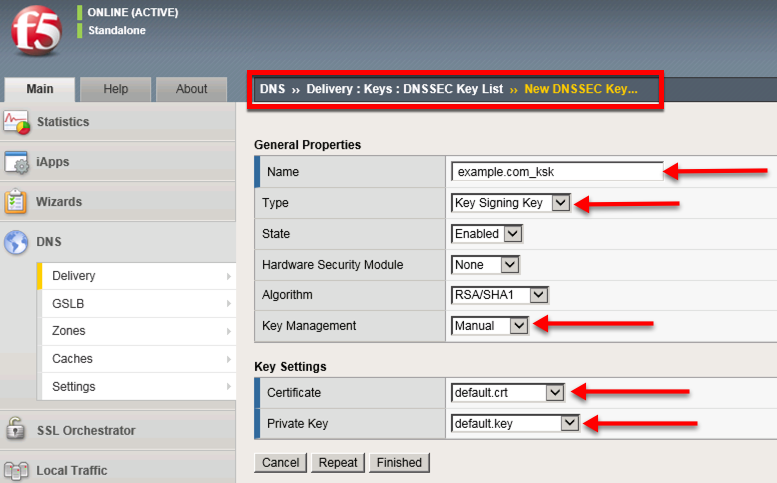 f5
ONLINE (ACTIVE)
Standalone
Main
Help
About
DNS ›› Delivery : Keys : DNSSEC Key List ›› New DNSSEC Key...
Statistics
iApps
Wizards
DNS
Delivery
GSLB
Zones
Caches
Settings
SSL Orchestrator
Local Traffic
General Properties
Name example.com_ksk
Type Key Signing Key
State Enabled
Hardware Security Module None
Algorithm RSA/SHA1
Key Management Manual
Key Settings
Certificate default.crt
Private Key default.key
Cancel Repeat Finished